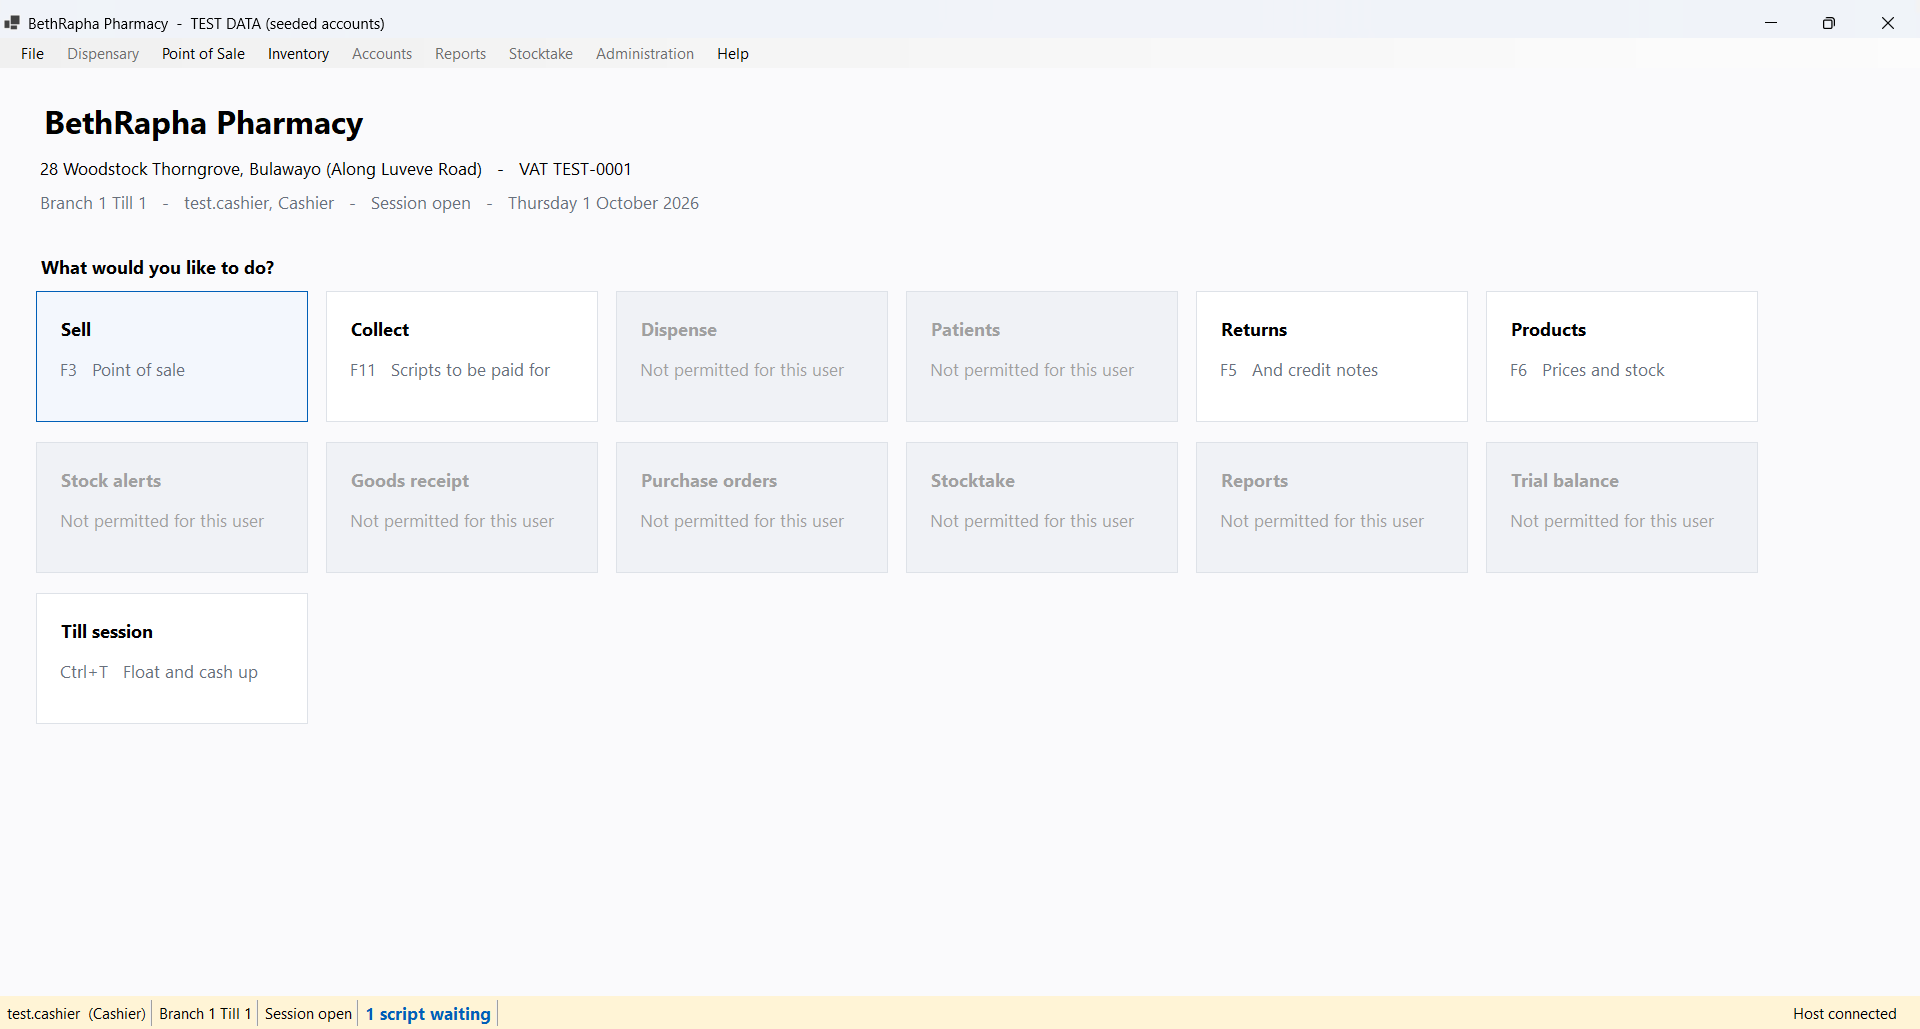 BethRapha Pharmacy - TEST DATA (seeded accounts)
File Dispensary Point of Sale Inventory Accounts Reports Stocktake Administration Help
BethRapha Pharmacy
28 Woodstock Thorngrove, Bulawayo (Along Luveve Road) - VAT TEST-0001
Branch 1 Till 1 - test.cashier, Cashier - Session open - Thursday 1 October 2026
What would you like to do?
Sell
F3 Point of sale
Collect
F11 Scripts to be paid for
Dispense
Not permitted for this user
Patients
Not permitted for this user
Returns
F5 And credit notes
Products
F6 Prices and stock
Stock alerts
Not permitted for this user
Goods receipt
Not permitted for this user
Purchase orders
Not permitted for this user
Stocktake
Not permitted for this user
Reports
Not permitted for this user
Trial balance
Not permitted for this user
Till session
Ctrl+T Float and cash up
test.cashier (Cashier) Branch 1 Till 1 Session open 1 script waiting Host connected